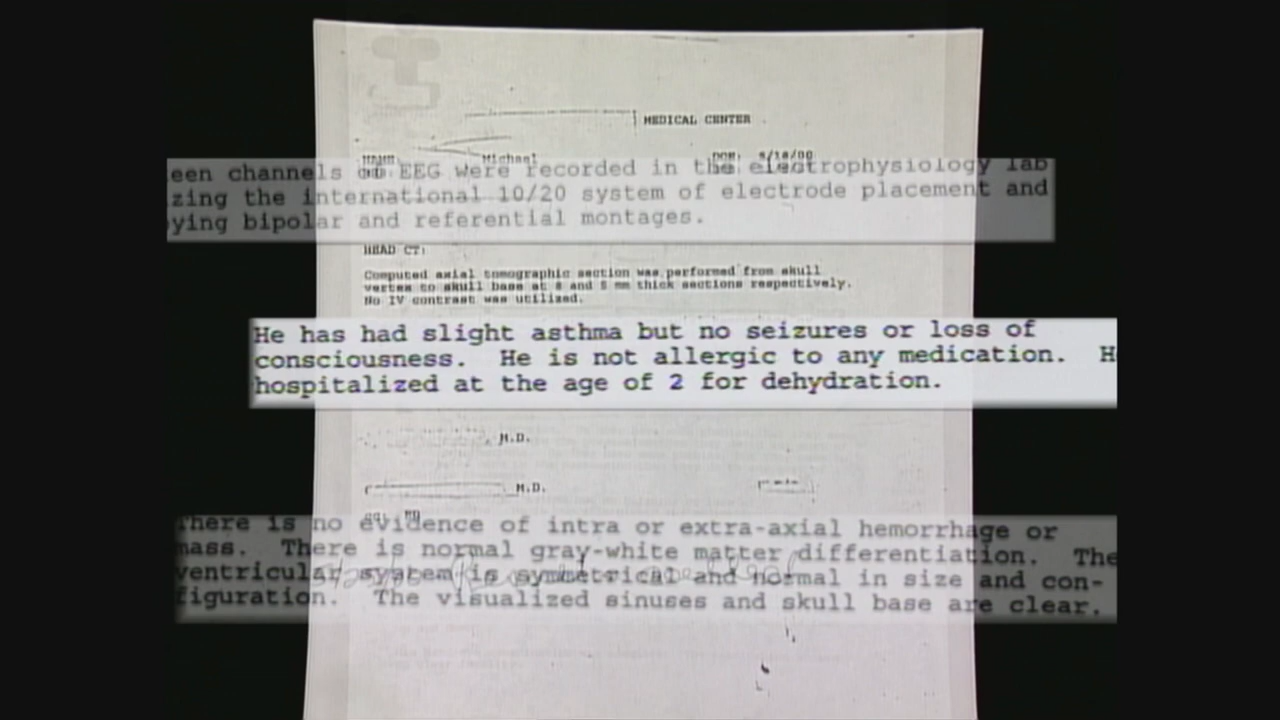 MEDICAL CENTER
Michael
een channels of EEG were recorded in the electrophysiology lab
zing the international 10/20 system of electrode placement and
ying bipolar and referential montages.
HEAD CT:
Computed axial tomographic section was performed from skull
vertex to skull base at 8 and 5 mm thick sections respectively.
No IV contrast was utilized.
He has had slight asthma but no seizures or loss of
consciousness. He is not allergic to any medication. H
hospitalized at the age of 2 for dehydration.
M.D.
M.D.
There is no evidence of intra or extra-axial hemorrhage or
mass. There is normal gray-white matter differentiation. The
ventricular system is symmetrical and normal in size and con-
figuration. The visualized sinuses and skull base are clear.